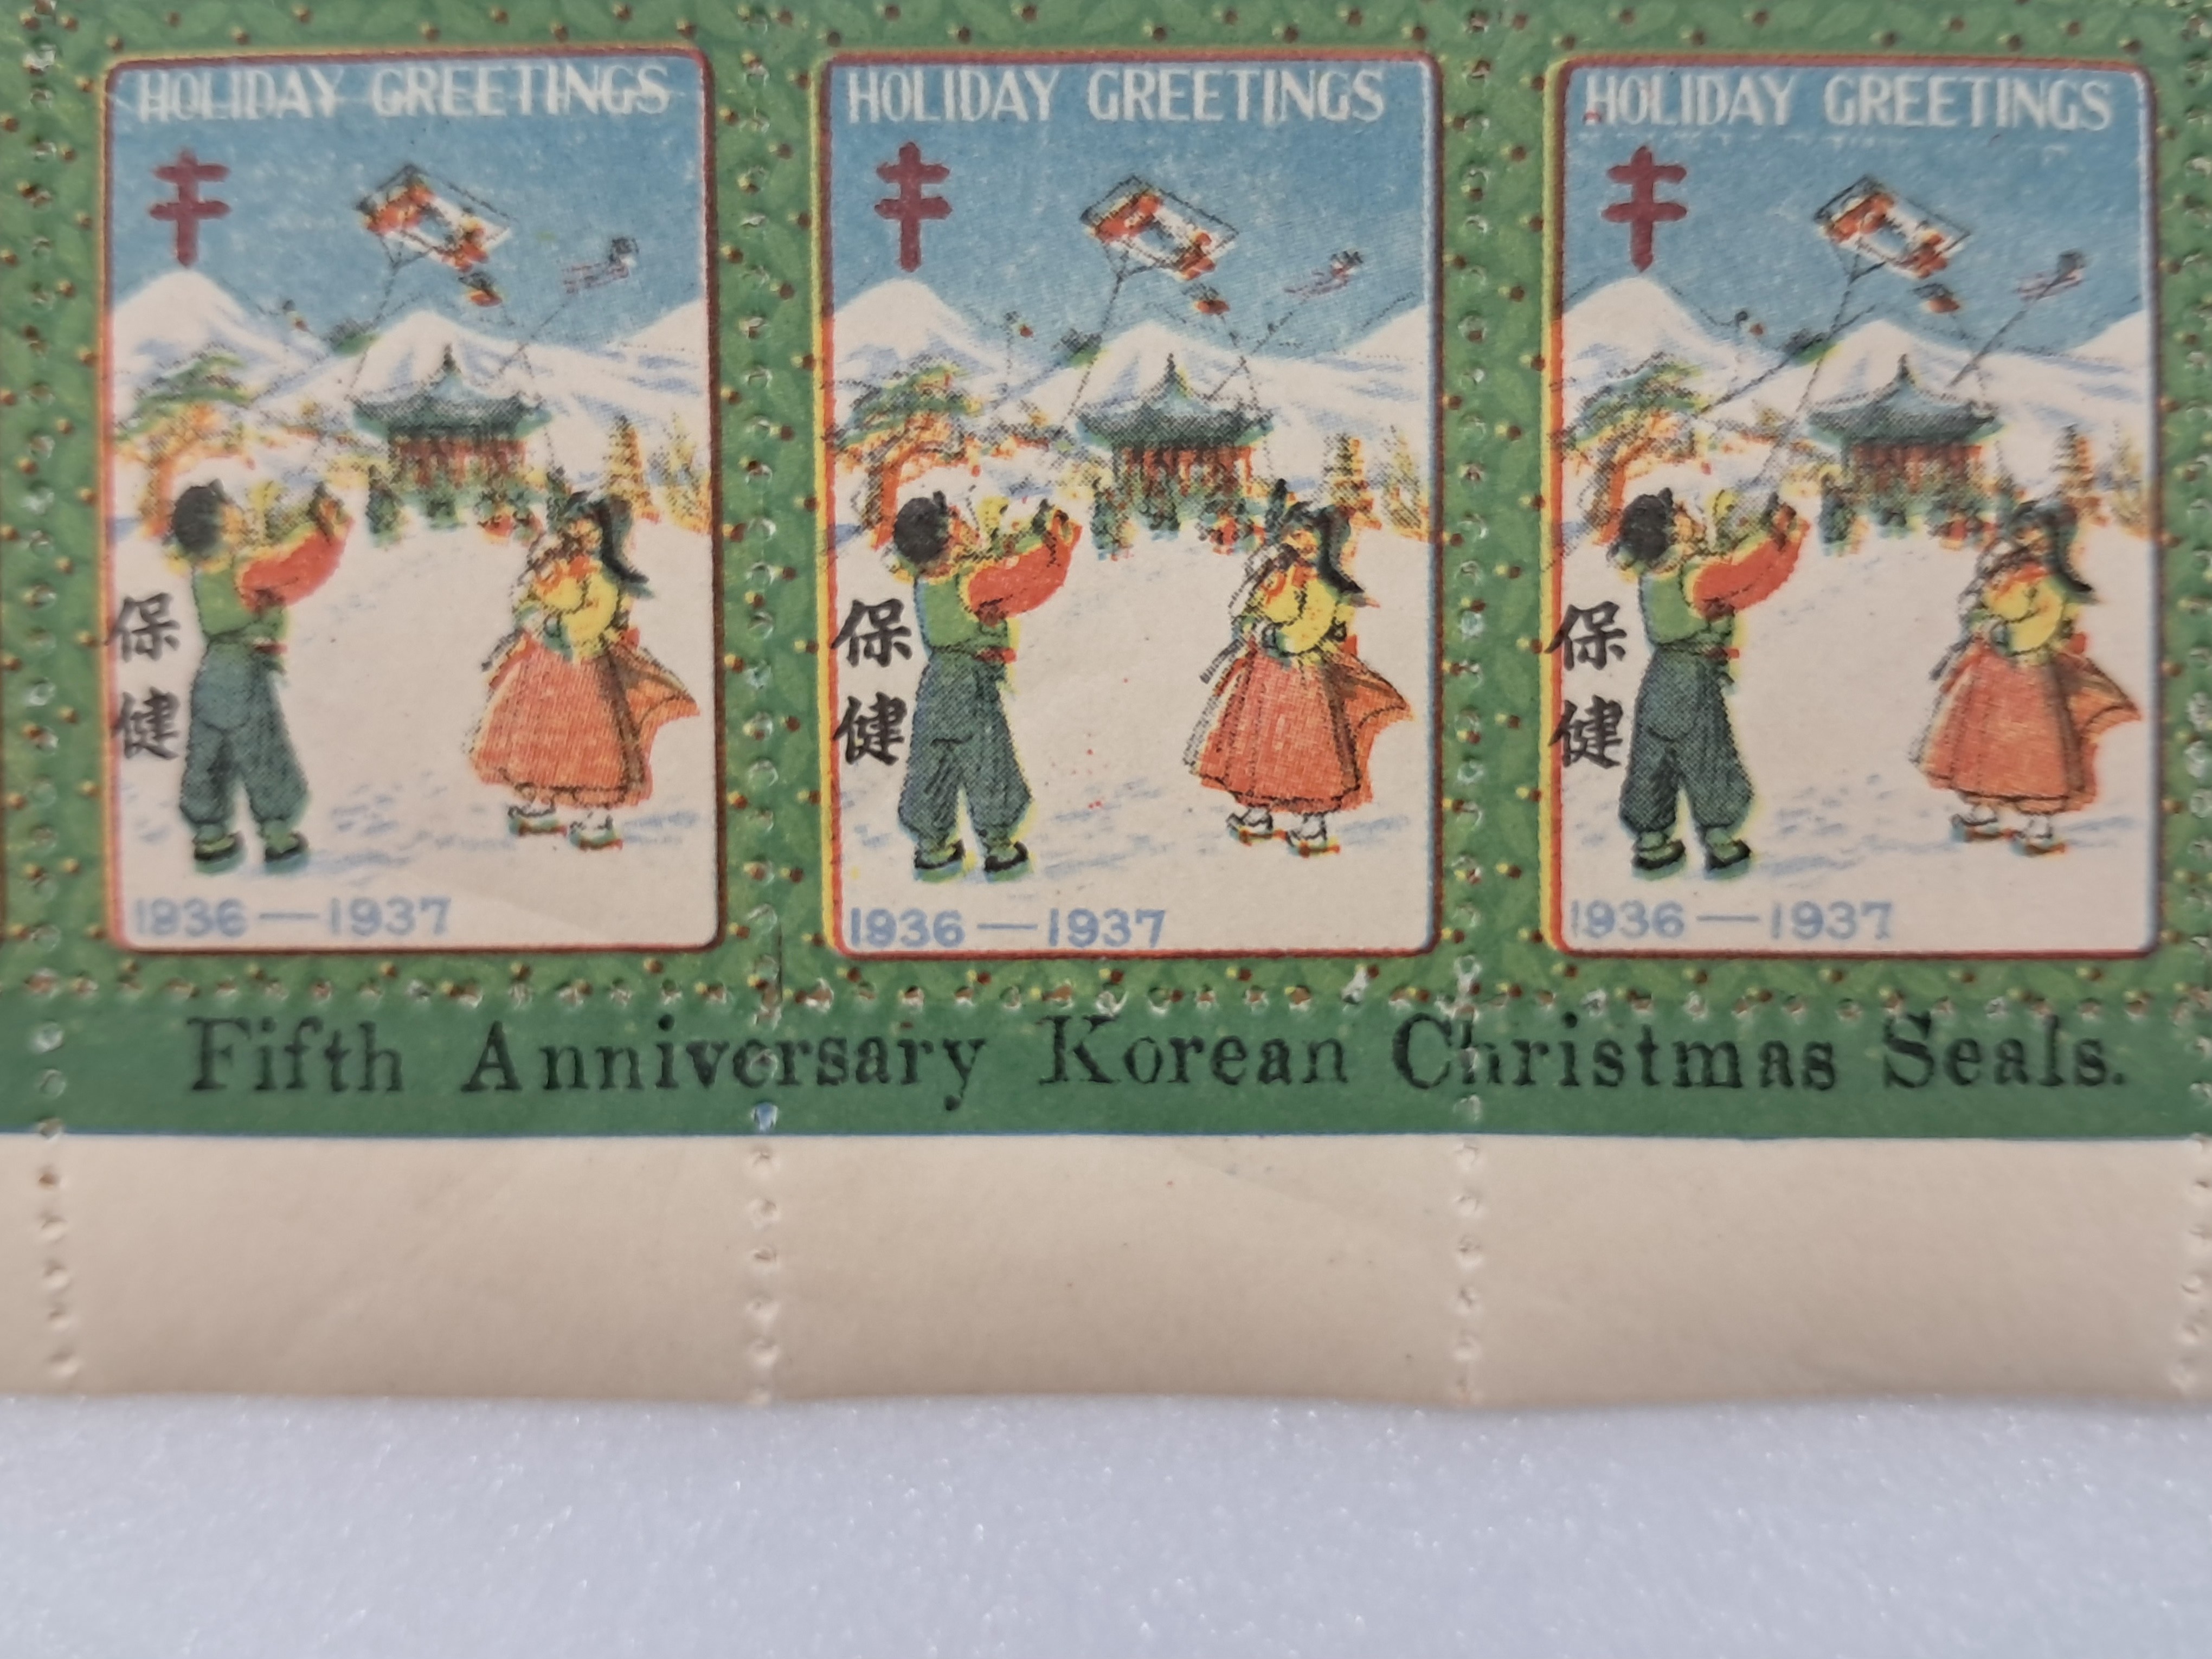 HOLIDAY GREETINGS
保
健
1936—1937
HOLIDAY GREETINGS
保
健
1936—1937
HOLIDAY GREETINGS
保
健
1936—1937
Fifth Anniversary Korean Christmas Seals.